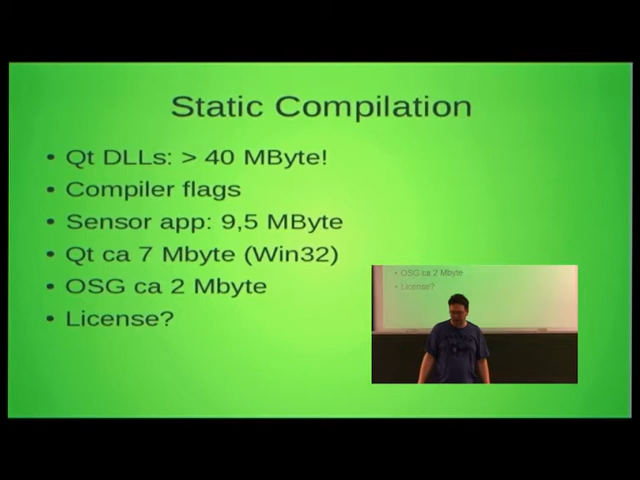 Static Compilation
• Qt DLLs: > 40 MByte!
• Compiler flags
• Sensor app: 9,5 MByte
• Qt ca 7 Mbyte (Win32)
• OSG ca 2 Mbyte
• License?
• OSG ca 2 Mbyte
• License?